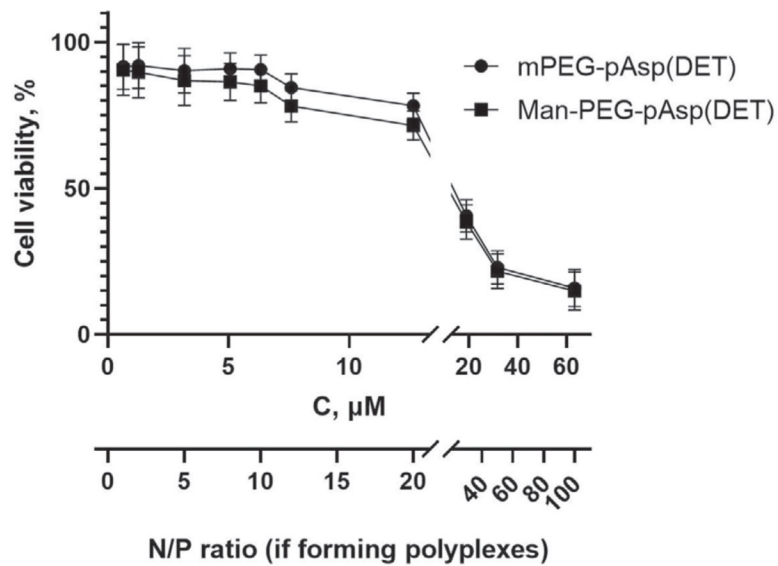 100
mPEG-pAsp(DET)
Man-PEG-pAsp(DET)
Cell viability, %
50
0
0 5 10 20 40 60
C, µM
0 5 10 15 20 40 60 80 100
N/P ratio (if forming polyplexes)